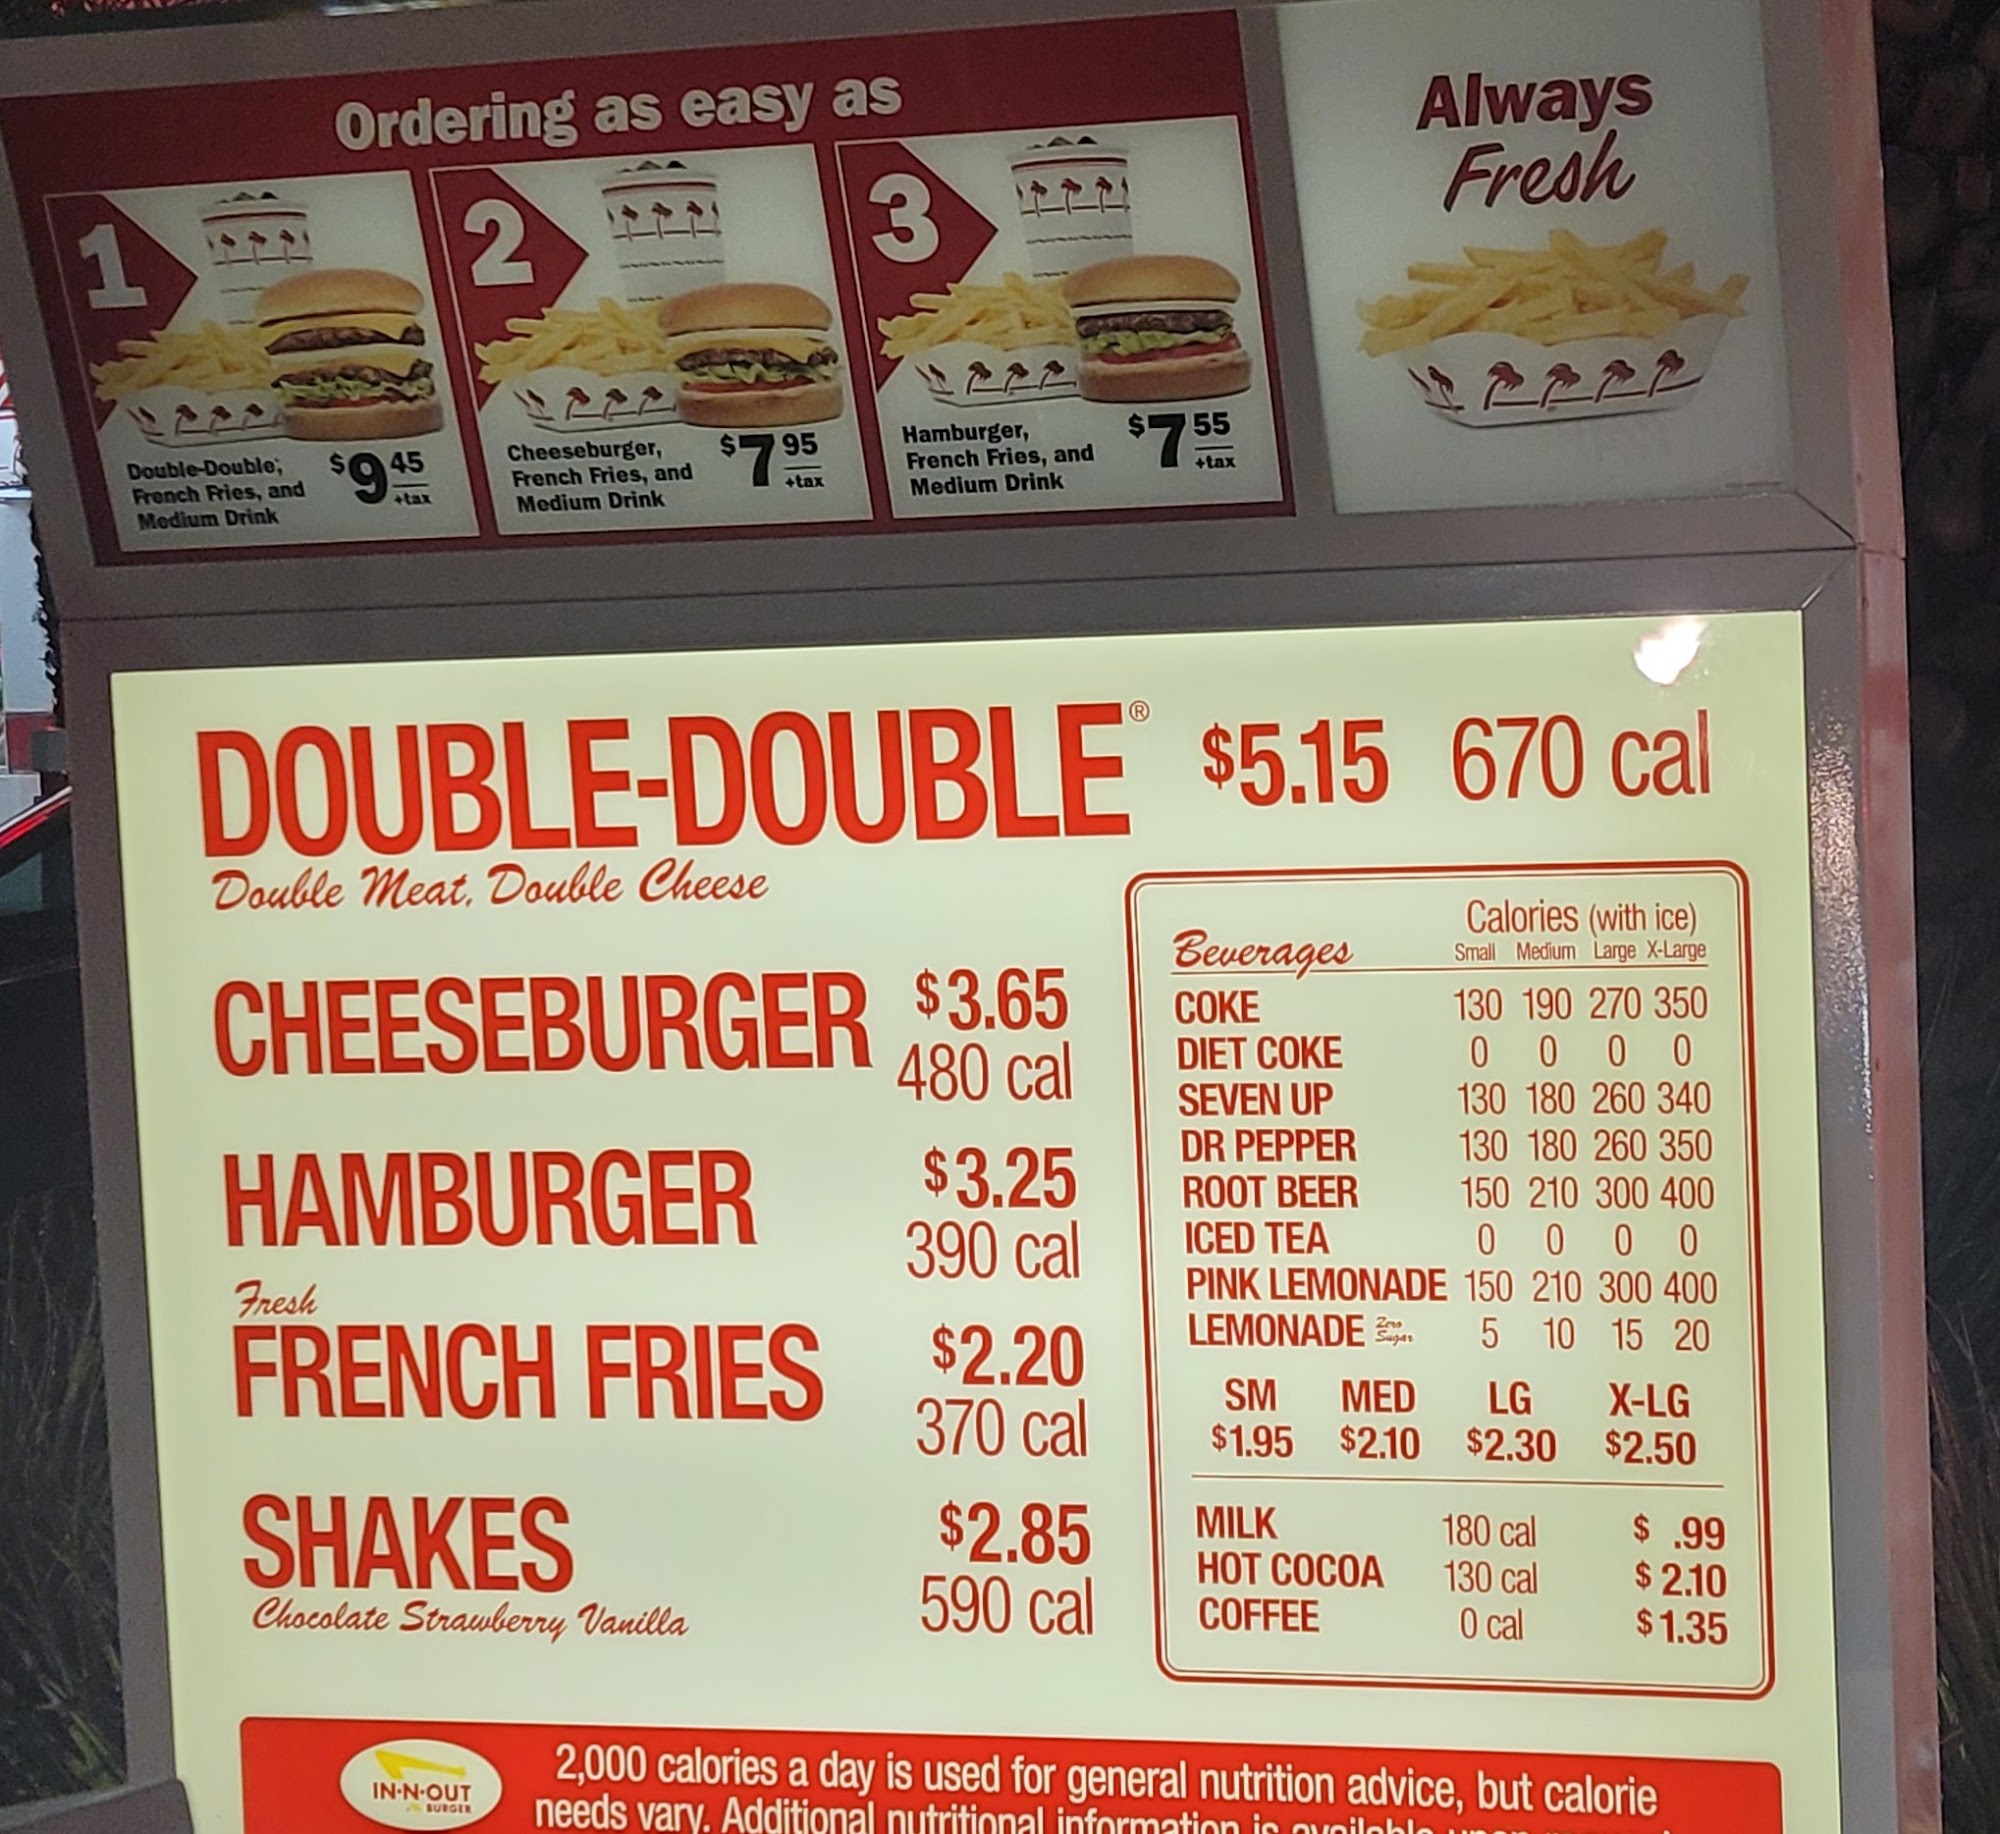 Ordering as easy as
1
Double-Double,
French Fries, and
Medium Drink
$9 45
+tax
2
Cheeseburger,
French Fries, and
Medium Drink
$7 95
+tax
3
Hamburger,
French Fries, and
Medium Drink
$7 55
+tax
Always
Fresh
DOUBLE-DOUBLE® $5.15 670 cal
Double Meat, Double Cheese
CHEESEBURGER $3.65
480 cal
HAMBURGER $3.25
390 cal
Fresh
FRENCH FRIES $2.20
370 cal
SHAKES $2.85
590 cal
Chocolate Strawberry Vanilla
Calories (with ice)
Beverages Small Medium Large X-Large
COKE 130 190 270 350
DIET COKE 0 0 0 0
SEVEN UP 130 180 260 340
DR PEPPER 130 180 260 350
ROOT BEER 150 210 300 400
ICED TEA 0 0 0 0
PINK LEMONADE 150 210 300 400
LEMONADE Zero Sugar 5 10 15 20
SM MED LG X-LG
$1.95 $2.10 $2.30 $2.50
MILK 180 cal $ .99
HOT COCOA 130 cal $2.10
COFFEE 0 cal $1.35
IN-N-OUT
BURGER
2,000 calories a day is used for general nutrition advice, but calorie
needs vary. Additional nutritional information is available